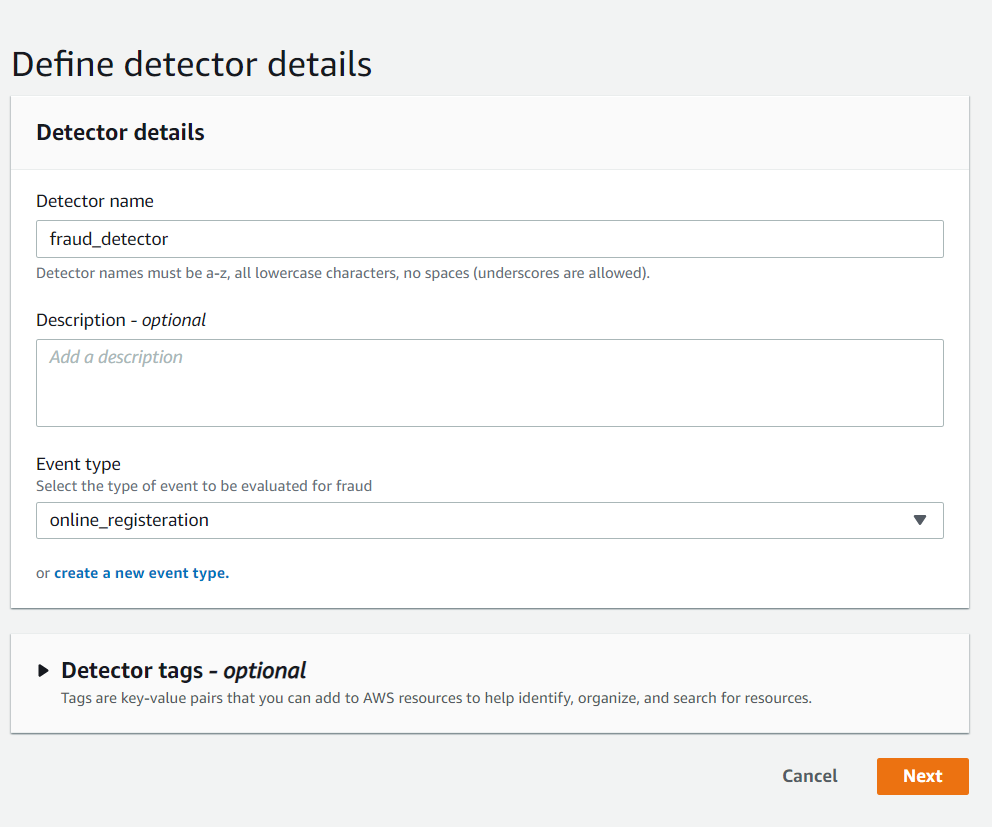 Define detector details
Detector details
Detector name
fraud_detector
Detector names must be a-z, all lowercase characters, no spaces (underscores are allowed).
Description - optional
Add a description
Event type
Select the type of event to be evaluated for fraud
online_registeration
or create a new event type.
Detector tags - optional
Tags are key-value pairs that you can add to AWS resources to help identify, organize, and search for resources.
Cancel Next